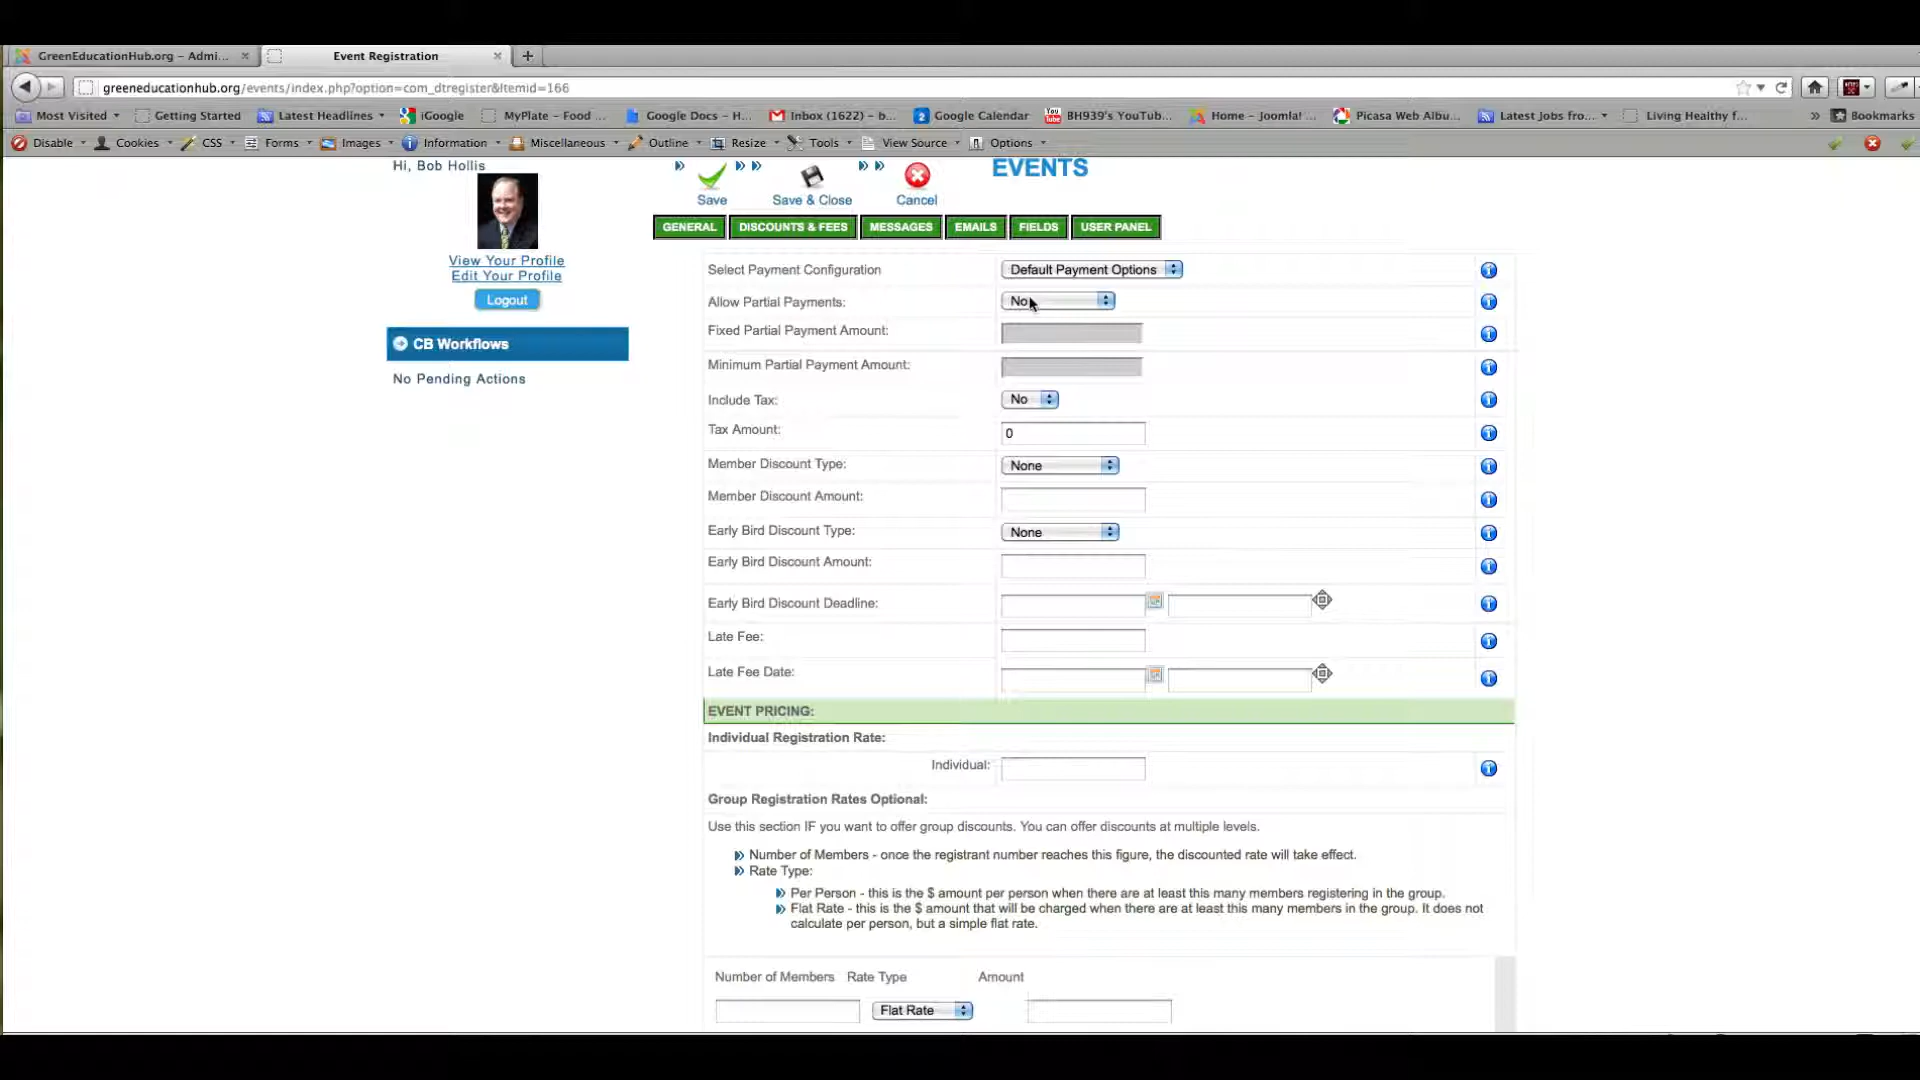 GreenEducationHub.org – Admi...
Event Registration
greeneducationhub.org/events/index.php?option=com_dtregister&Itemid=166
Most Visited
Getting Started
Latest Headlines
iGoogle
MyPlate - Food ...
Google Docs - H...
Inbox (1622) - b...
Google Calendar
BH939's YouTub...
Home - Joomla! ...
Picasa Web Albu...
Latest Jobs fro...
Living Healthy f...
Bookmarks
Disable
Cookies
CSS
Forms
Images
Information
Miscellaneous
Outline
Resize
Tools
View Source
Options
Hi, Bob Hollis
View Your Profile
Edit Your Profile
Logout
CB Workflows
No Pending Actions
Save
Save & Close
Cancel
EVENTS
GENERAL
DISCOUNTS & FEES
MESSAGES
EMAILS
FIELDS
USER PANEL
Select Payment Configuration
Default Payment Options
Allow Partial Payments:
No
Fixed Partial Payment Amount:
Minimum Partial Payment Amount:
Include Tax:
No
Tax Amount:
0
Member Discount Type:
None
Member Discount Amount:
Early Bird Discount Type:
None
Early Bird Discount Amount:
Early Bird Discount Deadline:
Late Fee:
Late Fee Date:
EVENT PRICING:
Individual Registration Rate:
Individual:
Group Registration Rates Optional:
Use this section IF you want to offer group discounts. You can offer discounts at multiple levels.
Number of Members - once the registrant number reaches this figure, the discounted rate will take effect.
Rate Type:
Per Person - this is the $ amount per person when there are at least this many members registering in the group.
Flat Rate - this is the $ amount that will be charged when there are at least this many members in the group. It does not
calculate per person, but a simple flat rate.
Number of Members
Rate Type
Amount
Flat Rate